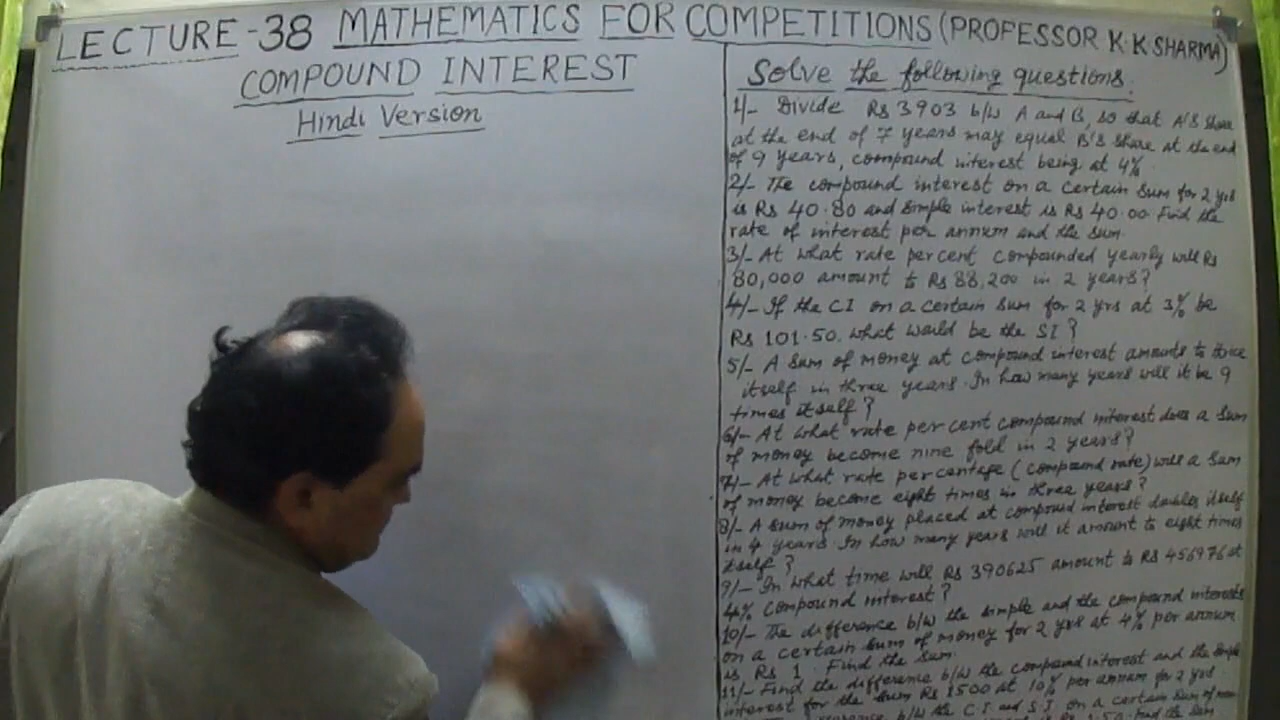 LECTURE-38 MATHEMATICS FOR COMPETITIONS (PROFESSOR K.K SHARMA)
COMPOUND INTEREST
Hindi Version
Solve the following questions.
1/- Divide Rs 3903 b/w A and B, so that A'S Share
at the end of 7 years may equal B'S Share at the end
of 9 years, compound interest being at 4%.
2/- The compound interest on a certain sum for 2 yrs
is Rs 40.80 and simple interest is Rs 40.00 Find the
rate of interest per annum and the sum.
3/- At what rate percent compounded yearly will Rs
80,000 amount to Rs 88,200 in 2 years?
4/- If the CI on a certain sum for 2 yrs at 3% be
Rs 101.50. what would be the SI?
5/- A sum of money at compound interest amounts to thrice
itself in three years. In how many years will it be 9
times itself?
6/- At what rate per cent compound interest does a sum
of money become nine fold in 2 years?
7/- At what rate percentage (compound rate) will a sum
of money become eight times in three years?
8/- A sum of money placed at compound interest doubles itself
in 4 years. In how many years will it amount to eight times
itself?
9/- In what time will Rs 390625 amount to Rs 456976 at
4% compound interest?
10/- The difference b/w the simple and the compound interests
on a certain sum of money for 2 yrs at 4% per annum
is Rs 1. Find the sum.
11/- Find the difference b/w the compound interest and the simple
interest for the sum Rs 1500 at 10% per annum for 2 yrs.
b/w the C.I and S.I on a certain sum of